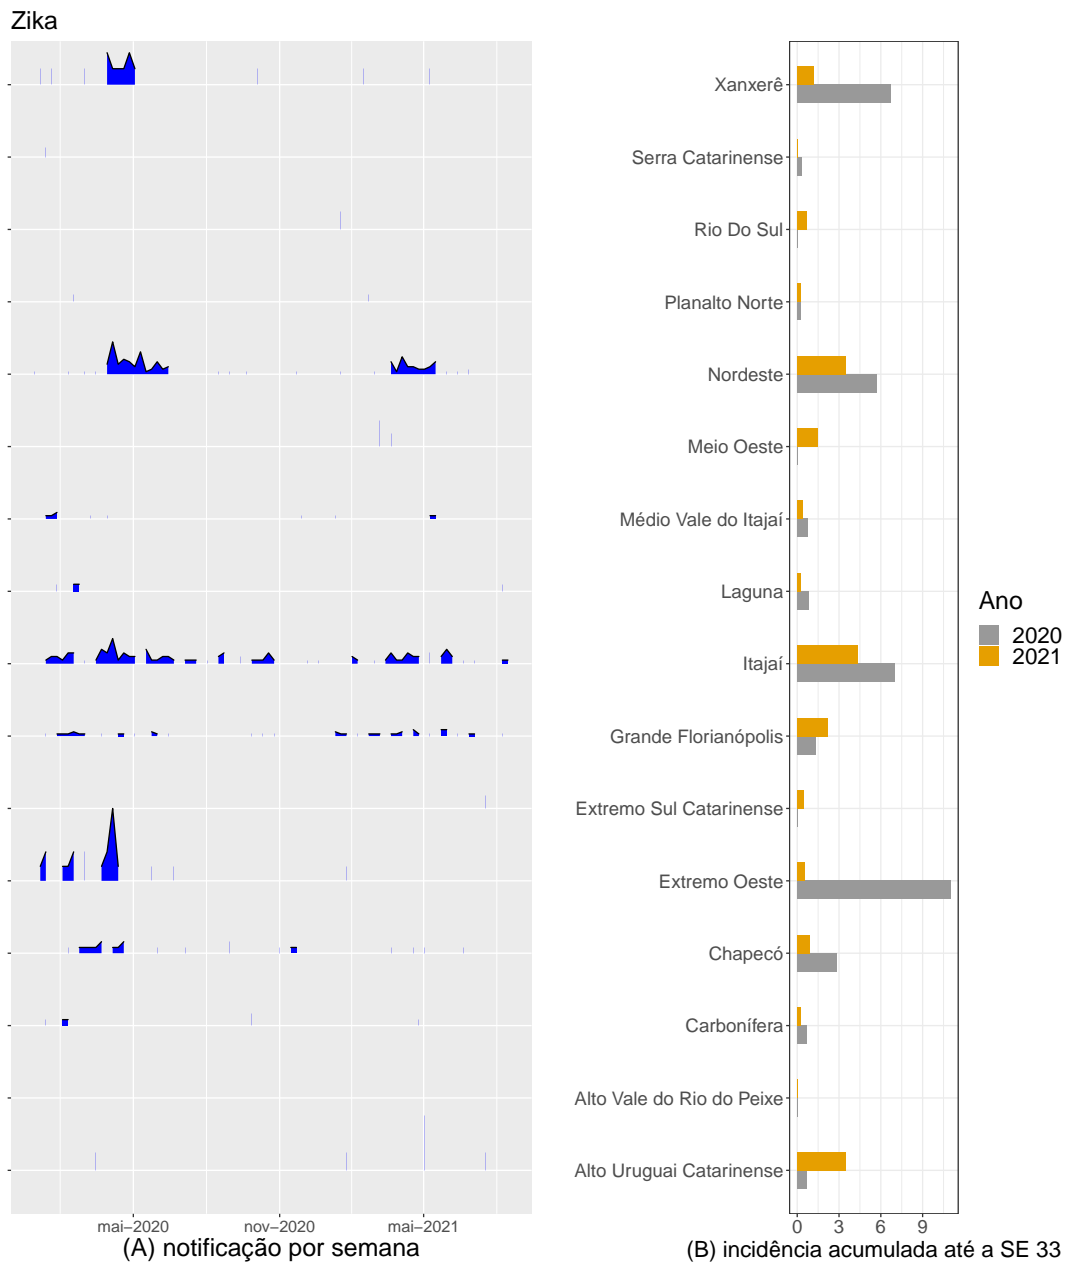 Zika
Xanxerê
Serra Catarinense
Rio Do Sul
Planalto Norte
Nordeste
Meio Oeste
Médio Vale do Itajaí
Laguna
Itajaí
Grande Florianópolis
Extremo Sul Catarinense
Extremo Oeste
Chapecó
Carbonífera
Alto Vale do Rio do Peixe
Alto Uruguai Catarinense
mai−2020 nov−2020 mai−2021
(A) notificação por semana
0 3 6 9
(B) incidência acumulada até a SE 33
Ano
2020
2021